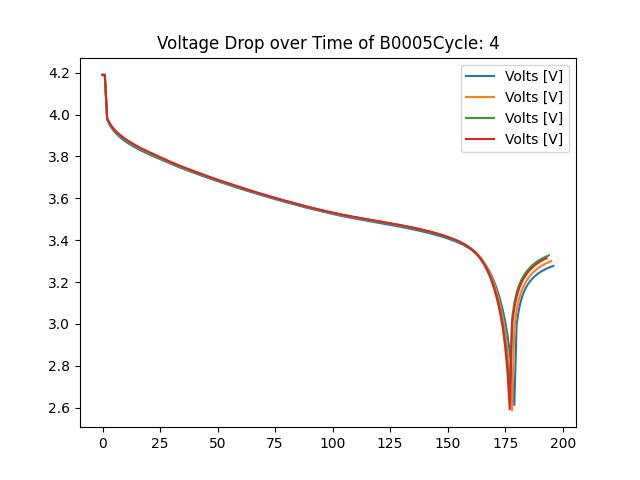 Voltage Drop over Time of B0005Cycle: 4
4.2
4.0
3.8
3.6
3.4
3.2
3.0
2.8
2.6
Volts [V]
Volts [V]
Volts [V]
Volts [V]
0 25 50 75 100 125 150 175 200